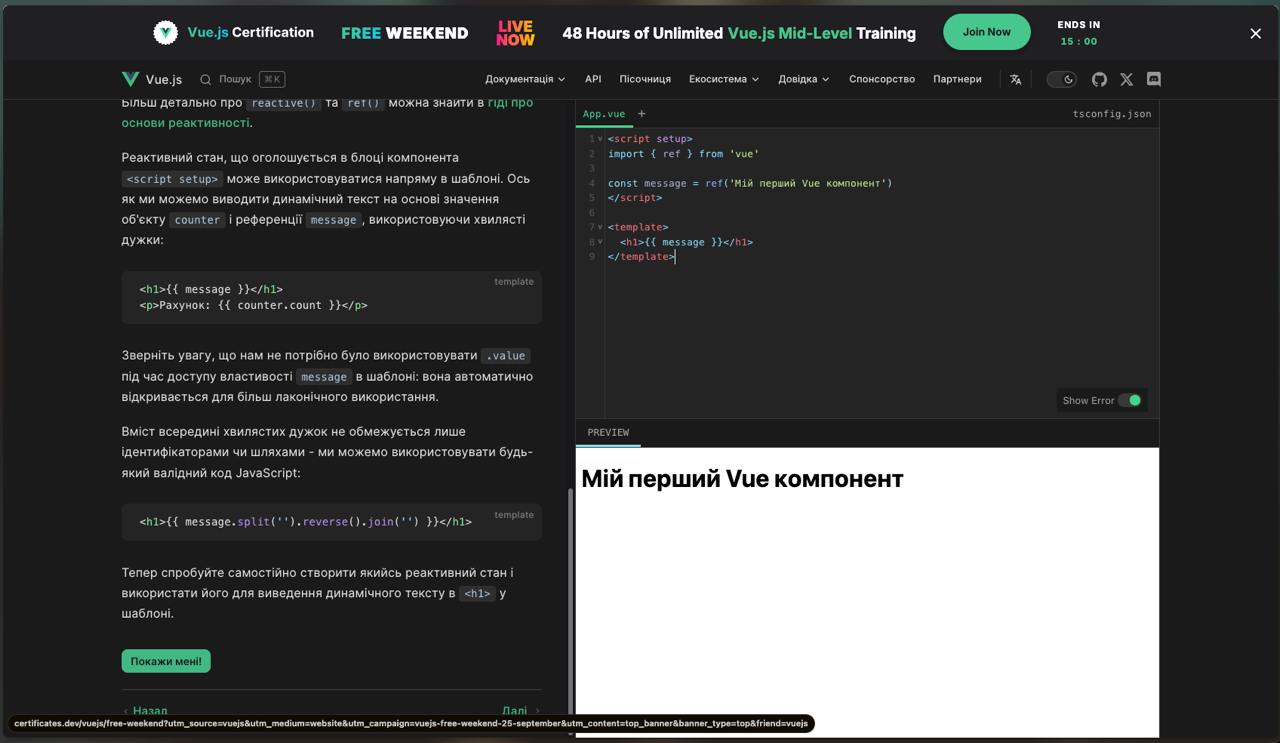 Vue.js Certification FREE WEEKEND LIVE NOW 48 Hours of Unlimited Vue.js Mid-Level Training Join Now ENDS IN 15 : 00
Vue.js Пошук ⌘K Документація API Пісочниця Екосистема Довідка Спонсорство Партнери
Більш детально про reactive() та ref() можна знайти в гіді про
основи реактивності.
Реактивний стан, що оголошується в блоці компонента
<script setup> може використовуватися напряму в шаблоні. Ось
як ми можемо виводити динамічний текст на основі значення
об'єкту counter і референції message, використовуючи хвилясті
дужки:
template
<h1>{{ message }}</h1>
<p>Рахунок: {{ counter.count }}</p>
Зверніть увагу, що нам не потрібно було використовувати .value
під час доступу властивості message в шаблоні: вона автоматично
відкривається для більш лаконічного використання.
Вміст всередині хвилястих дужок не обмежується лише
ідентифікаторами чи шляхами - ми можемо використовувати будь-
який валідний код JavaScript:
template
<h1>{{ message.split('').reverse().join('') }}</h1>
Тепер спробуйте самостійно створити якийсь реактивний стан і
використати його для виведення динамічного тексту в <h1> у
шаблоні.
Покажи мені!
Назад Далі
certificates.dev/vuejs/free-weekend?utm_source=vuejs&utm_medium=website&utm_campaign=vuejs-free-weekend-25-september&utm_content=top_banner&banner_type=top&friend=vuejs
App.vue + tsconfig.json
1 <script setup>
2 import { ref } from 'vue'
3
4 const message = ref('Мій перший Vue компонент')
5 </script>
6
7 <template>
8 <h1>{{ message }}</h1>
9 </template>
Show Error
PREVIEW
Мій перший Vue компонент